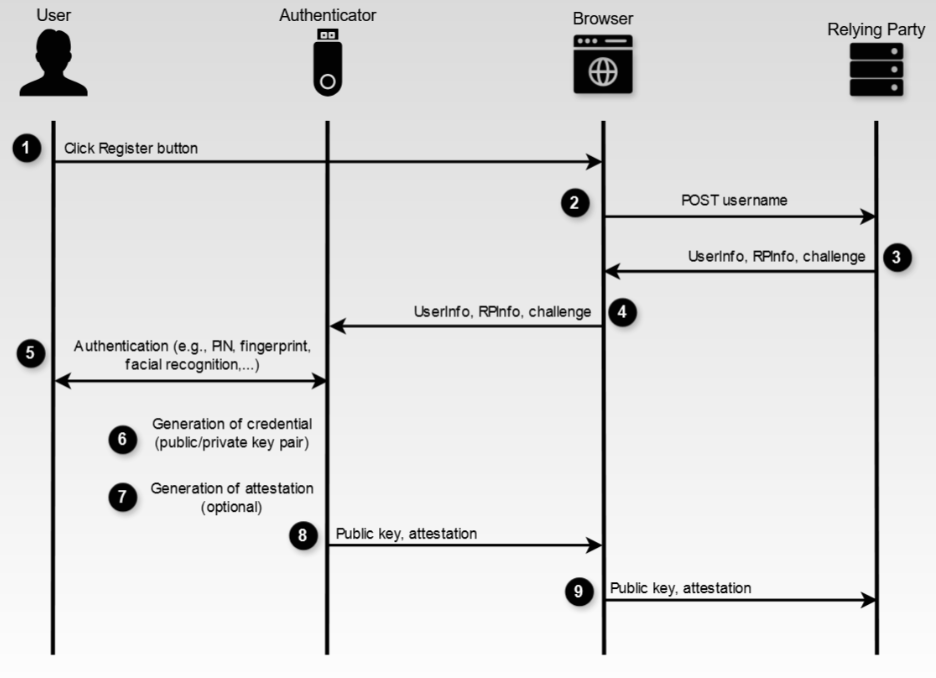 User
Authenticator
Browser
Relying Party
1
Click Register button
2
POST username
UserInfo, RPInfo, challenge
3
UserInfo, RPInfo, challenge
4
5
Authentication (e.g., PIN, fingerprint,
facial recognition,...)
6
Generation of credential
(public/private key pair)
7
Generation of attestation
(optional)
8
Public key, attestation
9
Public key, attestation